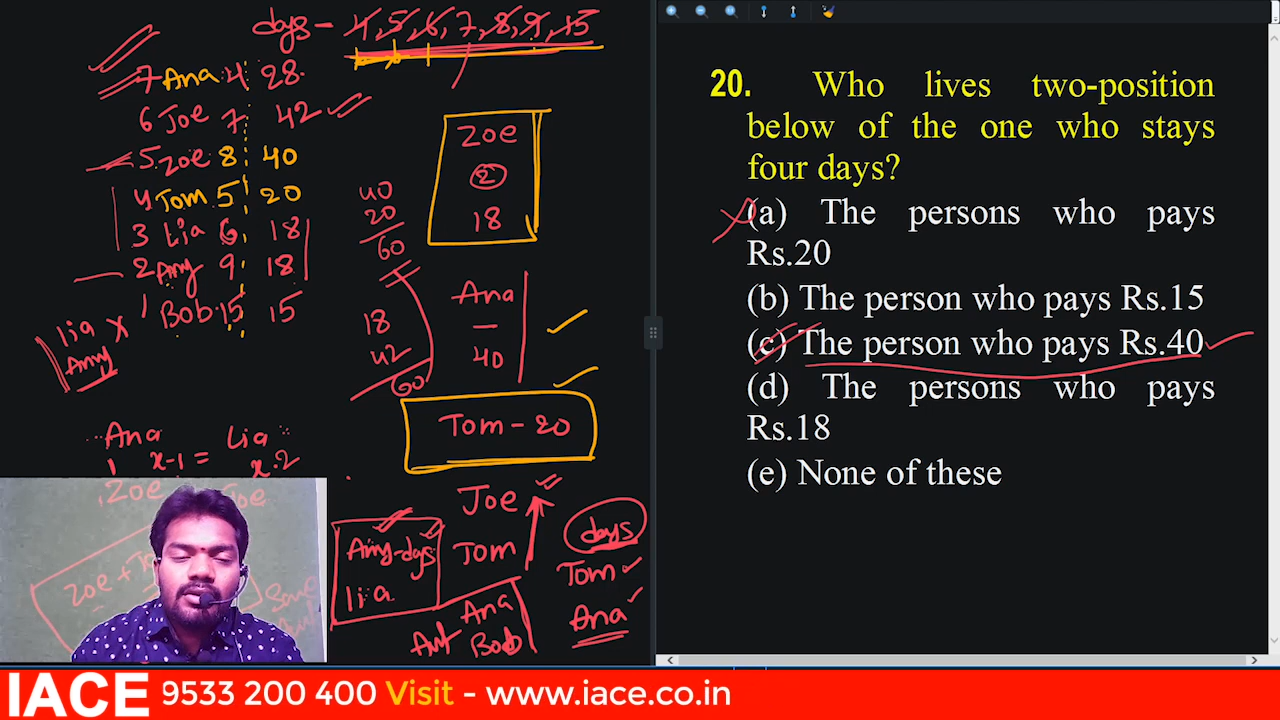 days - 4, 5, 6, 7, 8, 9, 15
7 Ana 4 28
6 Joe 7 42
5 Zoe 8 40
4 Tom 5 20
3 Lia 6 18
2 Amy 9 18
1 Bob 15 15
lia x
Amy
Zoe
2
18
40
20
60
18
42
60
Ana
—
40
Tom - 20
Ana Lia
1 x-1 = x.2
Zoe Joe
Zoe + To
Joe
Tom
Ana
Bob
Amy-days
lia
days
Tom
Ana
20. Who lives two-position
below of the one who stays
four days?
(a) The persons who pays
Rs.20
(b) The person who pays Rs.15
(c) The person who pays Rs.40
(d) The persons who pays
Rs.18
(e) None of these
IACE 9533 200 400 Visit - www.iace.co.in